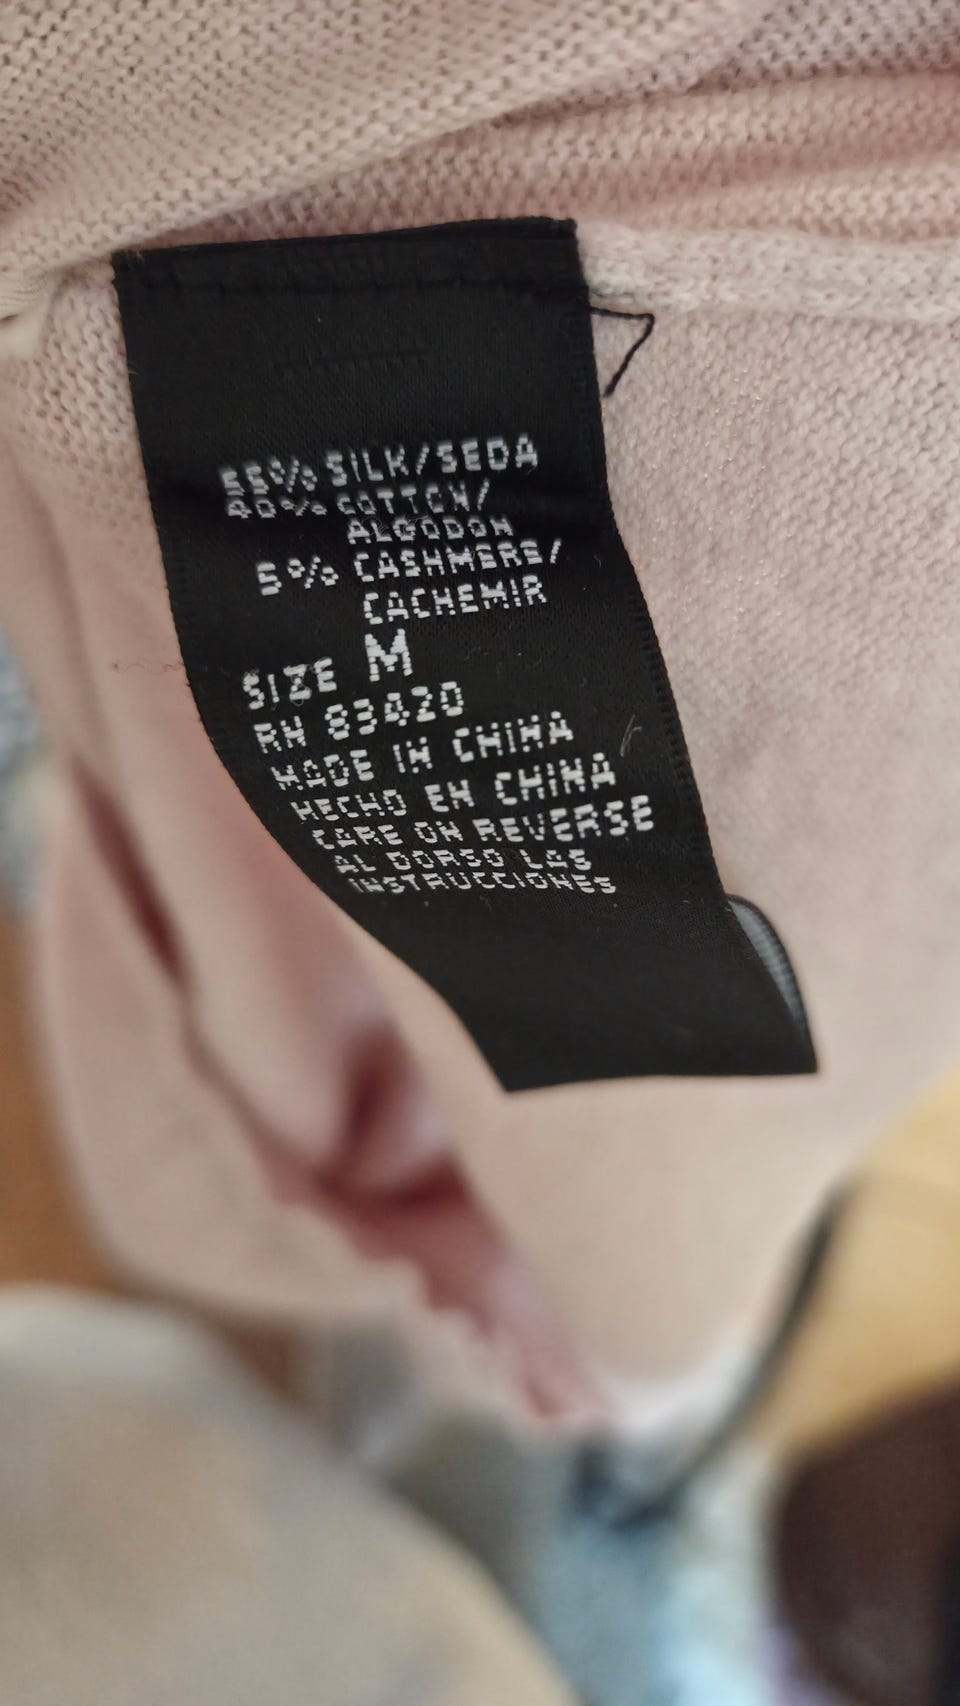 55% SILK/SEDA
40% COTTON/
ALGODON
5% CASHMERE/
CACHEMIR
SIZE M
RN 83420
MADE IN CHINA
HECHO EN CHINA
CARE ON REVERSE
AL DORSO LAS
INSTRUCCIONES